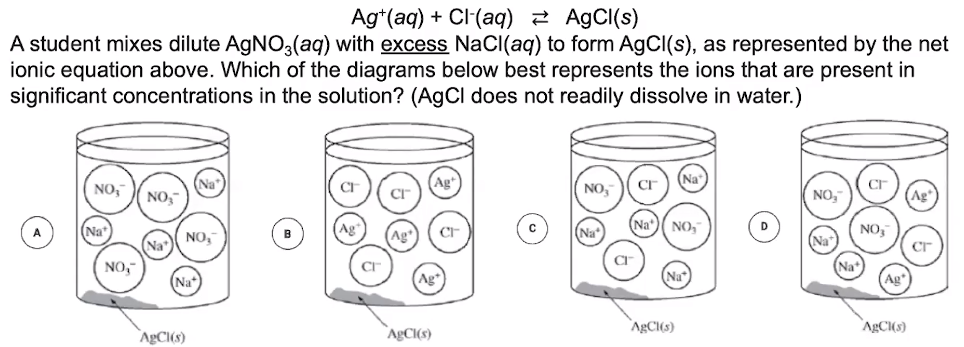 Ag⁺(aq) + Cl⁻(aq) ⇄ AgCl(s)
A student mixes dilute AgNO₃(aq) with excess NaCl(aq) to form AgCl(s), as represented by the net
ionic equation above. Which of the diagrams below best represents the ions that are present in
significant concentrations in the solution? (AgCl does not readily dissolve in water.)
A
NO₃⁻ NO₃⁻ Na⁺
Na⁺ Na⁺ NO₃⁻
NO₃⁻ Na⁺
AgCl(s)
B
Cl⁻ Cl⁻ Ag⁺
Ag⁺ Ag⁺ Cl⁻
Cl⁻ Ag⁺
AgCl(s)
C
NO₃⁻ Cl⁻ Na⁺
Na⁺ Na⁺ NO₃⁻
Cl⁻ Na⁺
AgCl(s)
D
NO₃⁻ Cl⁻ Ag⁺
Na⁺ NO₃⁻ Cl⁻
Na⁺ Ag⁺
AgCl(s)